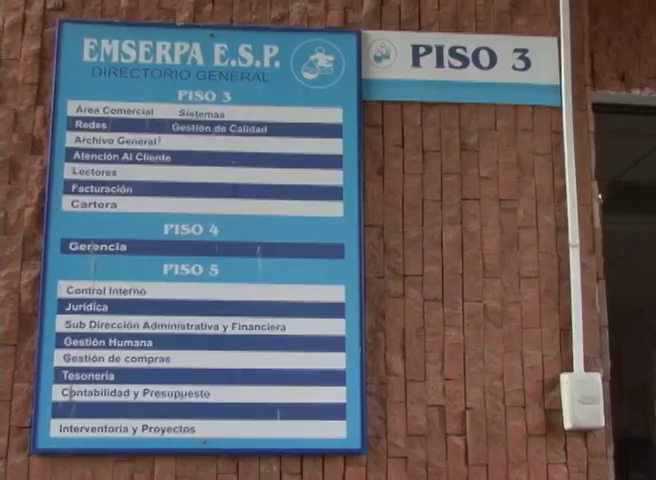 EMSERPA E.S.P.
DIRECTORIO GENERAL
PISO 3
Area Comercial Sistemas
Redes Gestión de Calidad
Archivo General
Atención Al Cliente
Lectores
Facturación
Cartera
PISO 4
Gerencia
PISO 5
Control Interno
Jurídica
Sub Dirección Administrativa y Financiera
Gestión Humana
Gestión de compras
Tesorería
Contabilidad y Presupuesto
Interventoria y Proyectos
PISO 3